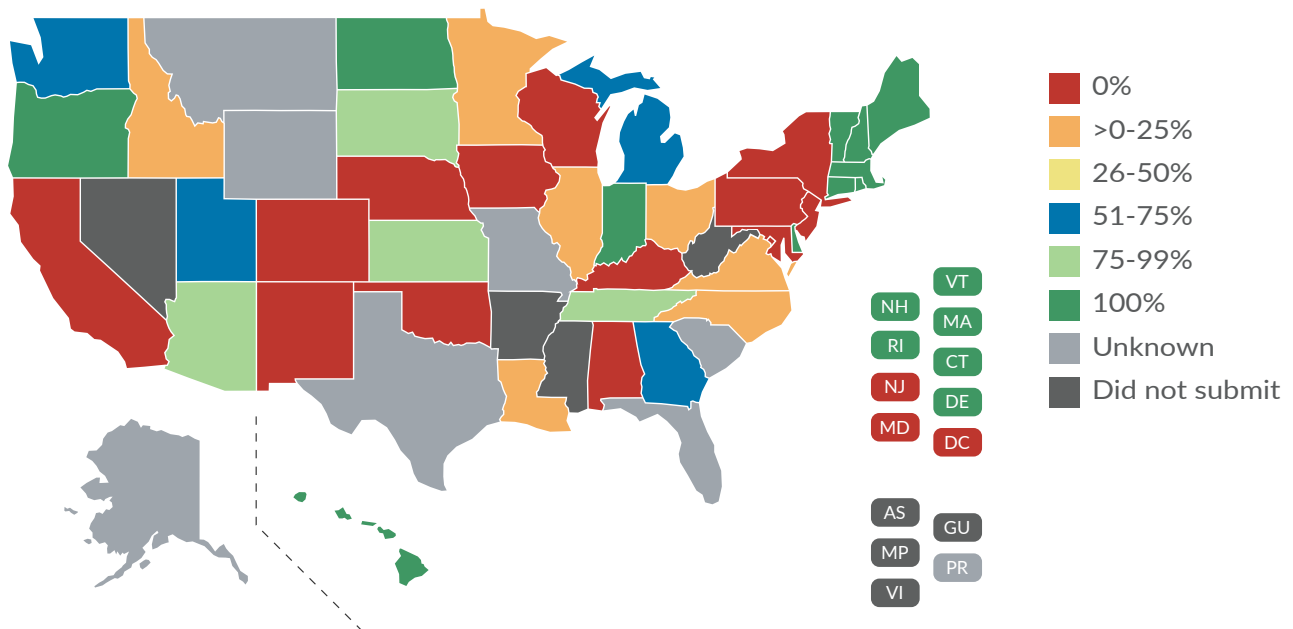 0%
>0-25%
26-50%
51-75%
75-99%
100%
Unknown
Did not submit
VT
NH
MA
RI
CT
NJ
DE
MD
DC
AS
GU
MP
PR
VI